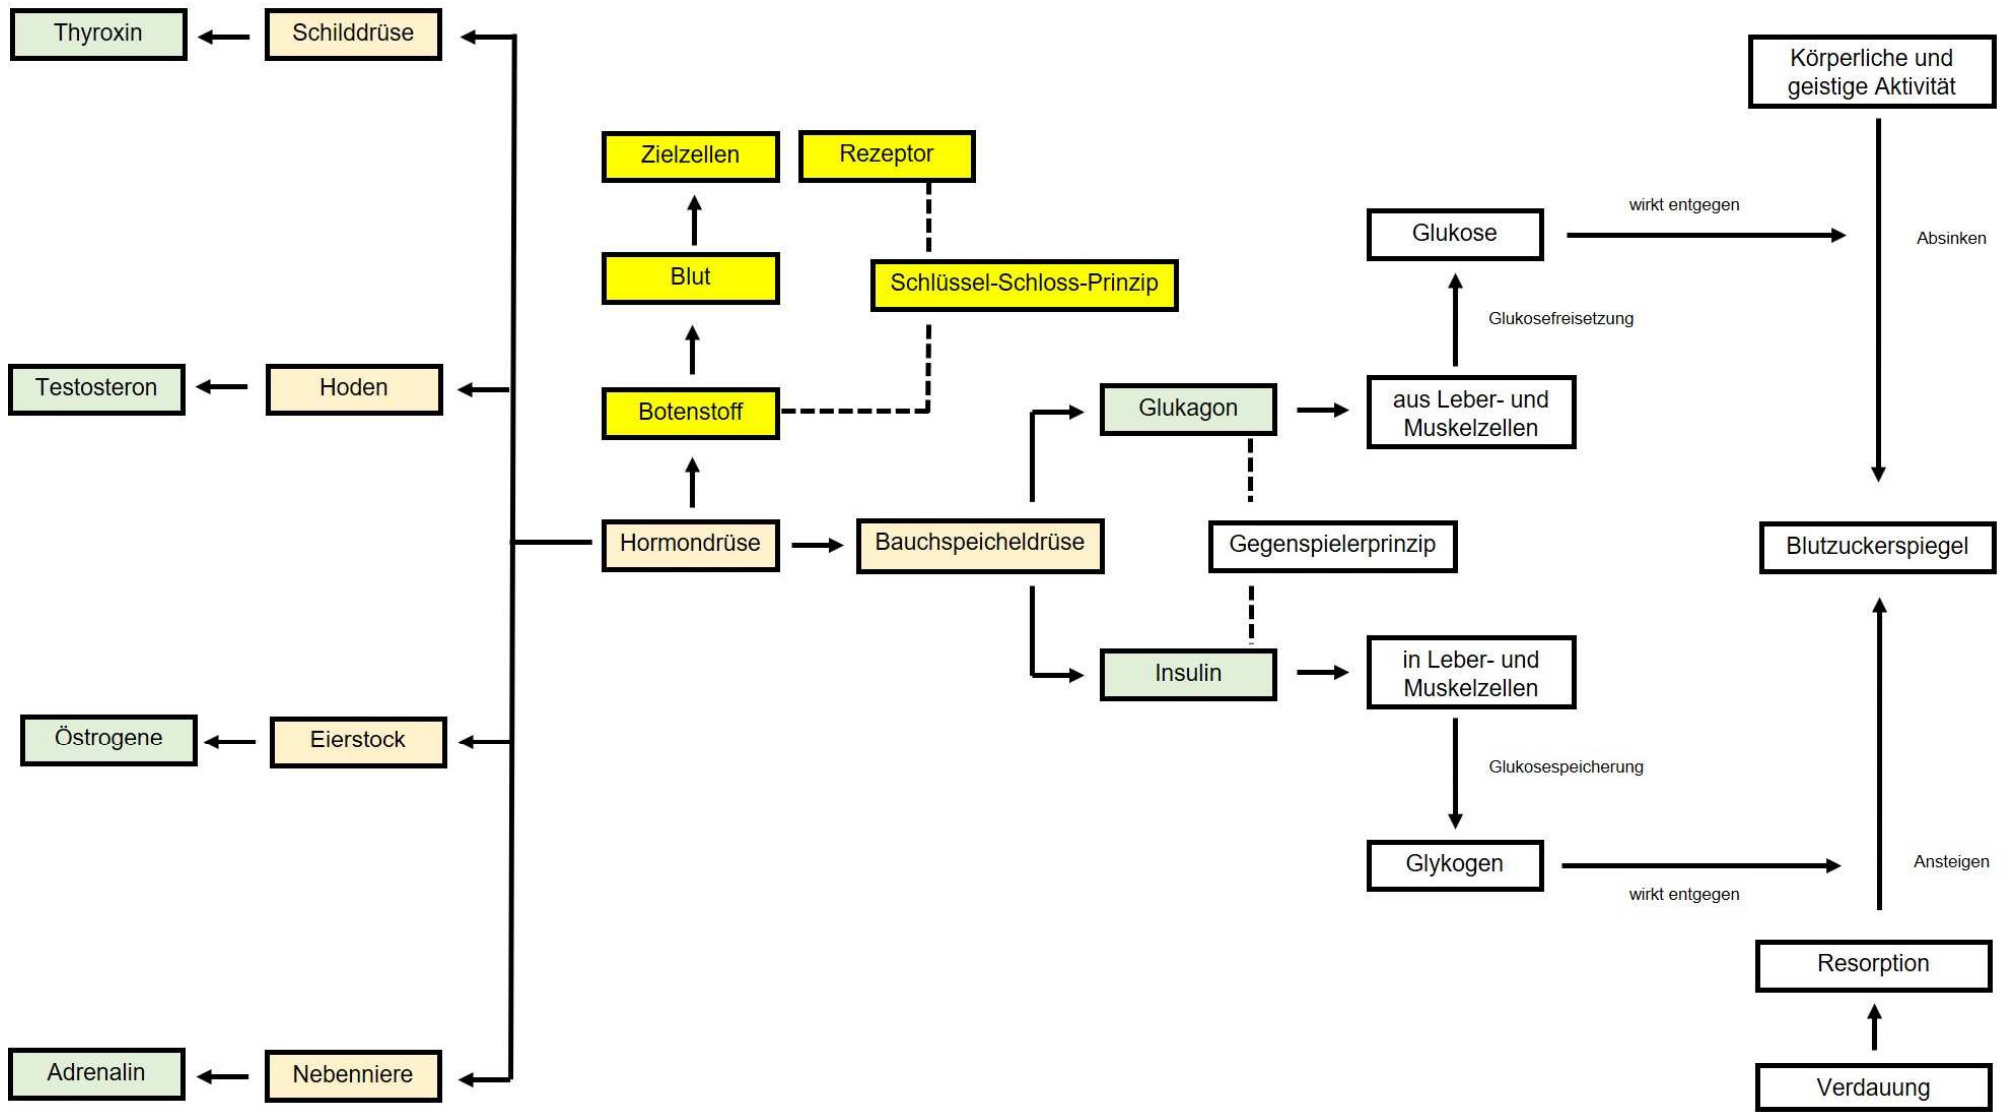 Thyroxin
Schilddrüse
Körperliche und
geistige Aktivität
Zielzellen
Rezeptor
wirkt entgegen
Glukose
Absinken
Blut
Schlüssel-Schloss-Prinzip
Glukosefreisetzung
Testosteron
Hoden
Botenstoff
Glukagon
aus Leber- und
Muskelzellen
Hormondrüse
Bauchspeicheldrüse
Gegenspielerprinzip
Blutzuckerspiegel
Insulin
in Leber- und
Muskelzellen
Östrogene
Eierstock
Glukosespeicherung
Glykogen
Ansteigen
wirkt entgegen
Resorption
Adrenalin
Nebenniere
Verdauung